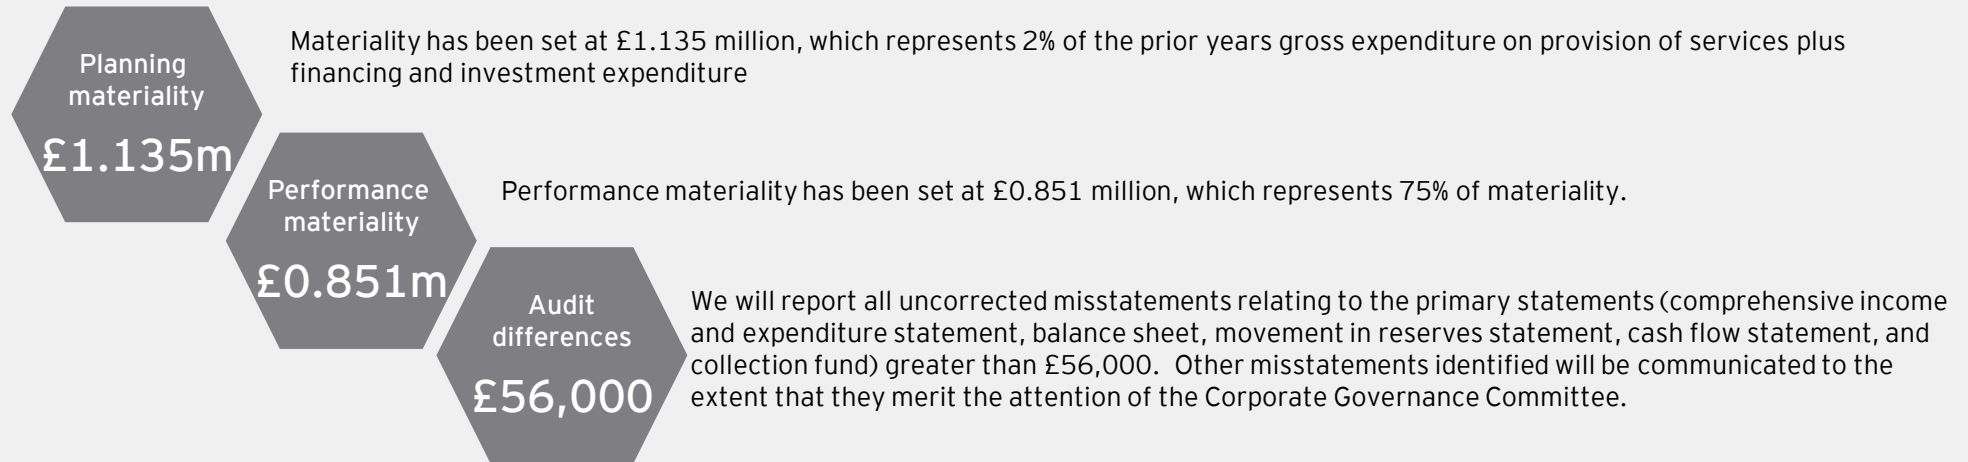 Planning
materiality
£1.135m
Materiality has been set at £1.135 million, which represents 2% of the prior years gross expenditure on provision of services plus
financing and investment expenditure
Performance
materiality
£0.851m
Performance materiality has been set at £0.851 million, which represents 75% of materiality.
Audit
differences
£56,000
We will report all uncorrected misstatements relating to the primary statements (comprehensive income
and expenditure statement, balance sheet, movement in reserves statement, cash flow statement, and
collection fund) greater than £56,000.  Other misstatements identified will be communicated to the
extent that they merit the attention of the Corporate Governance Committee.